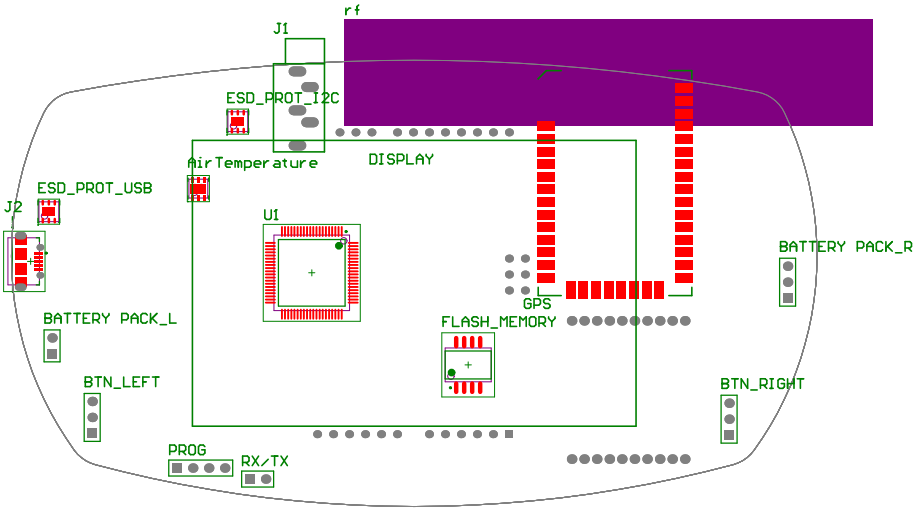 rf
J1
ESD_PROT_I2C
AirTemperature
DISPLAY
ESD_PROT_USB
J2
U1
BATTERY PACK_R
GPS
BATTERY PACK_L
FLASH_MEMORY
BTN_LEFT
BTN_RIGHT
PROG
RX/TX